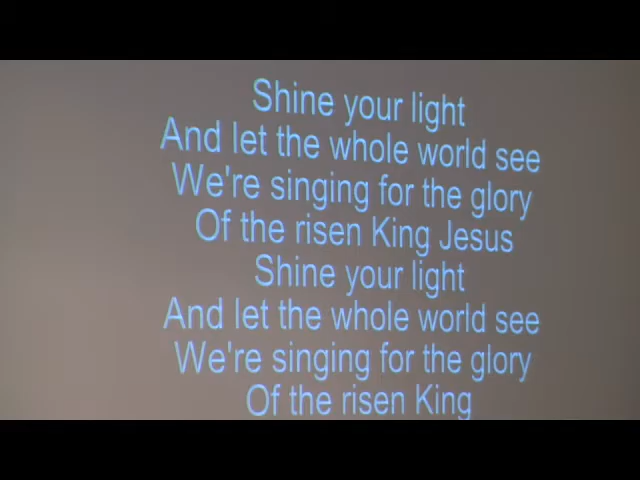 Shine your light
And let the whole world see
We're singing for the glory
Of the risen King Jesus
Shine your light
And let the whole world see
We're singing for the glory
Of the risen King